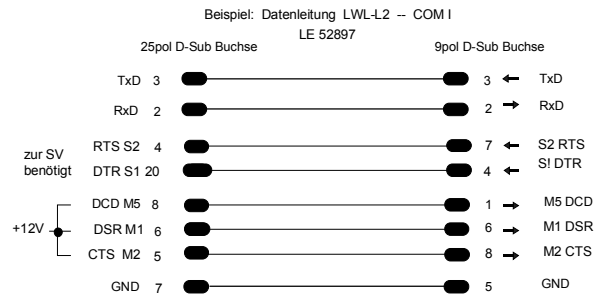 Beispiel: Datenleitung LWL-L2 -- COM I
LE 52897
25pol D-Sub Buchse 9pol D-Sub Buchse
TxD 3 3 TxD
RxD 2 2 RxD
RTS S2 4 7 S2 RTS
zur SV benötigt
DTR S1 20 4 S! DTR
DCD M5 8 1 M5 DCD
+12V DSR M1 6 6 M1 DSR
CTS M2 5 8 M2 CTS
GND 7 5 GND